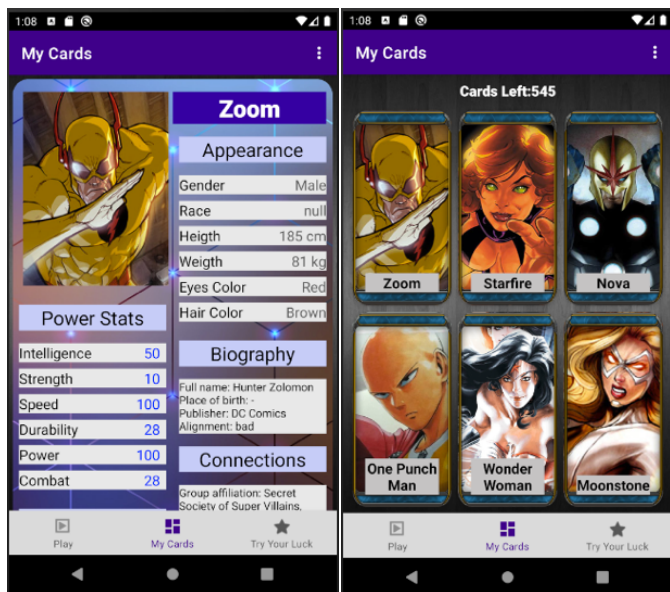 1:08
My Cards
Zoom
Appearance
Gender Male
Race null
Heigth 185 cm
Weigth 81 kg
Eyes Color Red
Hair Color Brown
Power Stats
Intelligence 50
Strength 10
Speed 100
Durability 28
Power 100
Combat 28
Biography
Full name: Hunter Zolomon
Place of birth: -
Publisher: DC Comics
Alignment: bad
Connections
Group affiliation: Secret
Society of Super Villains,
Play
My Cards
Try Your Luck
1:08
My Cards
Cards Left:545
Zoom
Starfire
Nova
One Punch
Man
Wonder
Woman
Moonstone
Play
My Cards
Try Your Luck